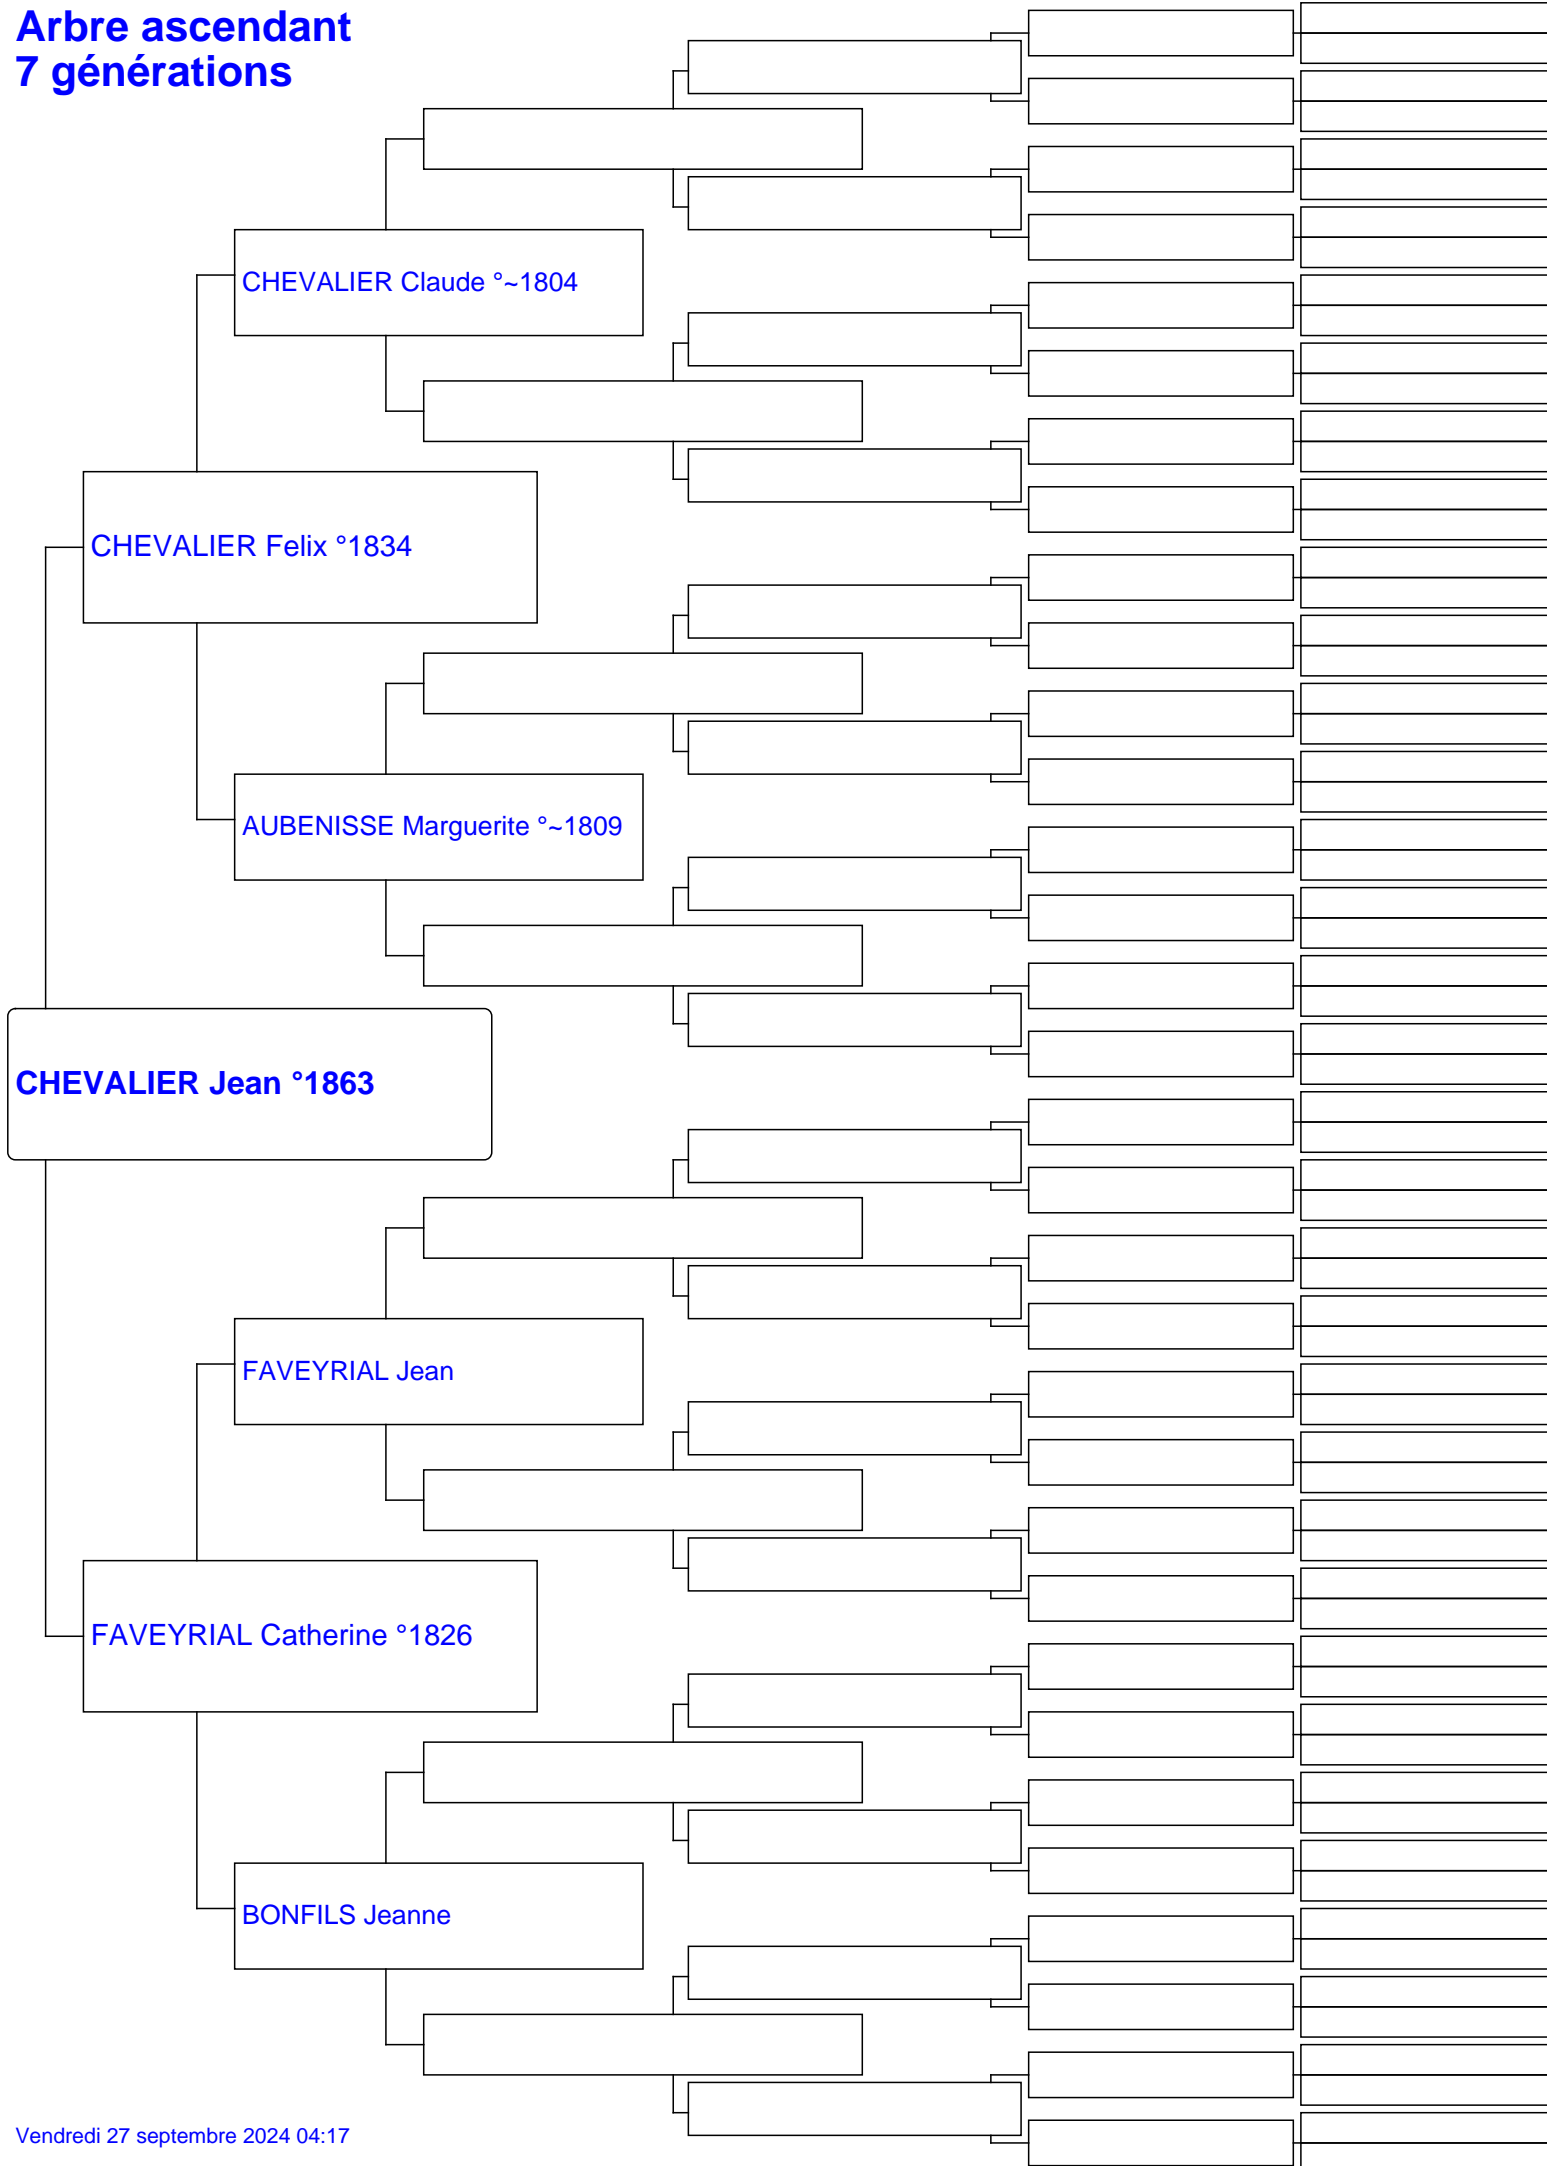 Arbre ascendant
7 générations
CHEVALIER Claude °~1804
CHEVALIER Felix °1834
AUBENISSE Marguerite °~1809
CHEVALIER Jean °1863
FAVEYRIAL Jean
FAVEYRIAL Catherine °1826
BONFILS Jeanne
Vendredi 27 septembre 2024 04:17